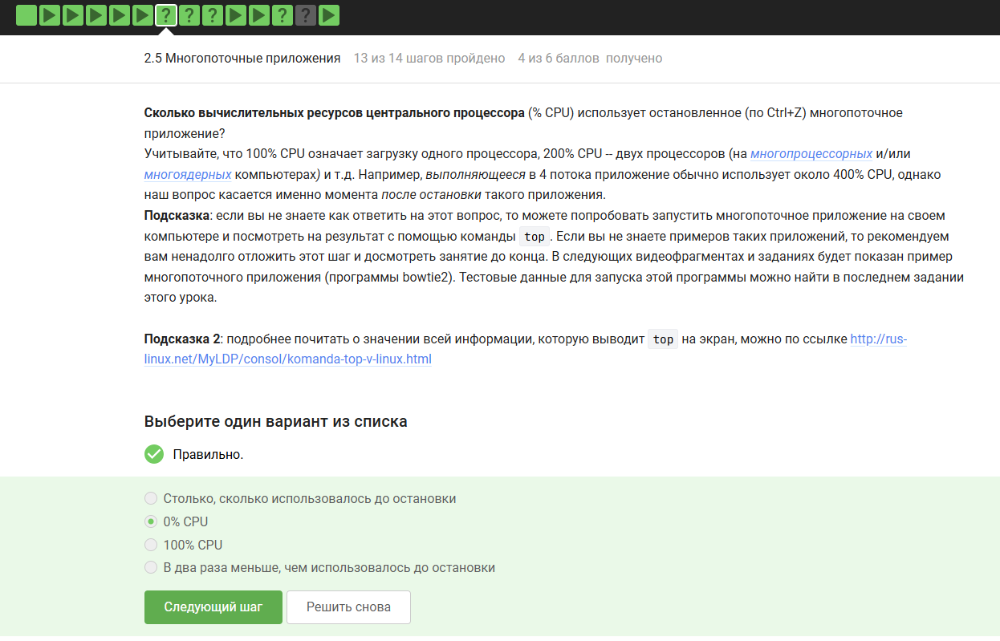 2.5 Многопоточные приложения 13 из 14 шагов пройдено 4 из 6 баллов получено
Сколько вычислительных ресурсов центрального процессора (% CPU) использует остановленное (по Ctrl+Z) многопоточное
приложение?
Учитывайте, что 100% CPU означает загрузку одного процессора, 200% CPU -- двух процессоров (на многопроцессорных и/или
многоядерных компьютерах) и т.д. Например, выполняющееся в 4 потока приложение обычно использует около 400% CPU, однако
наш вопрос касается именно момента после остановки такого приложения.
Подсказка: если вы не знаете как ответить на этот вопрос, то можете попробовать запустить многопоточное приложение на своем
компьютере и посмотреть на результат с помощью команды top. Если вы не знаете примеров таких приложений, то рекомендуем
вам ненадолго отложить этот шаг и досмотреть занятие до конца. В следующих видеофрагментах и заданиях будет показан пример
многопоточного приложения (программы bowtie2). Тестовые данные для запуска этой программы можно найти в последнем задании
этого урока.
Подсказка 2: подробнее почитать о значении всей информации, которую выводит top на экран, можно по ссылке http://rus-
linux.net/MyLDP/consol/komanda-top-v-linux.html
Выберите один вариант из списка
Правильно.
Столько, сколько использовалось до остановки
0% CPU
100% CPU
В два раза меньше, чем использовалось до остановки
Следующий шаг Решить снова